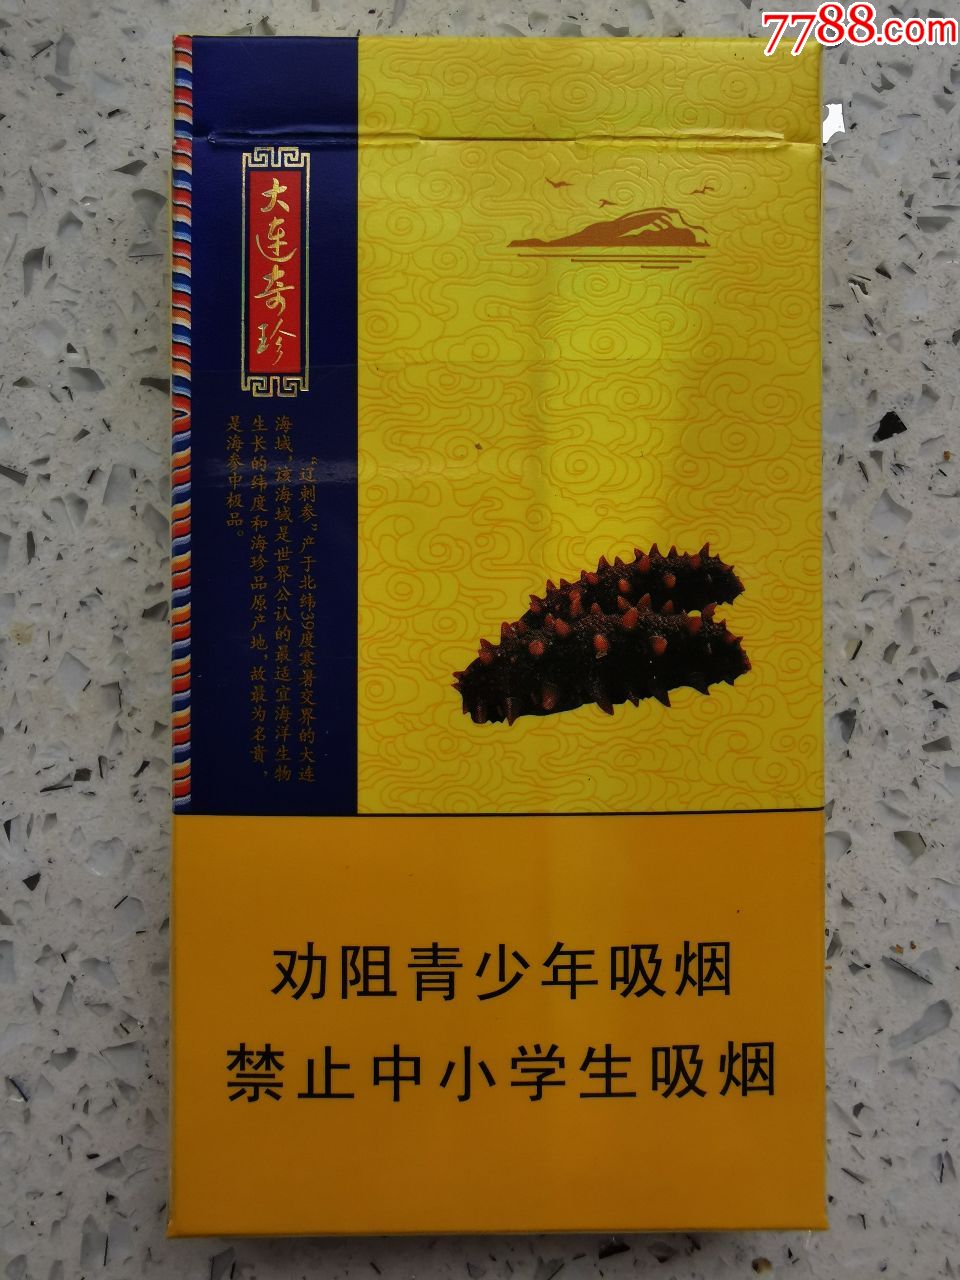 7788.com
大连奇珍
“辽刺参”产于北纬39度寒暑交界的大连
海域，该海域是世界公认的最适宜海洋生物
生长的纬度和海珍品原产地，故最为名贵，
是海参中极品。
劝阻青少年吸烟
禁止中小学生吸烟